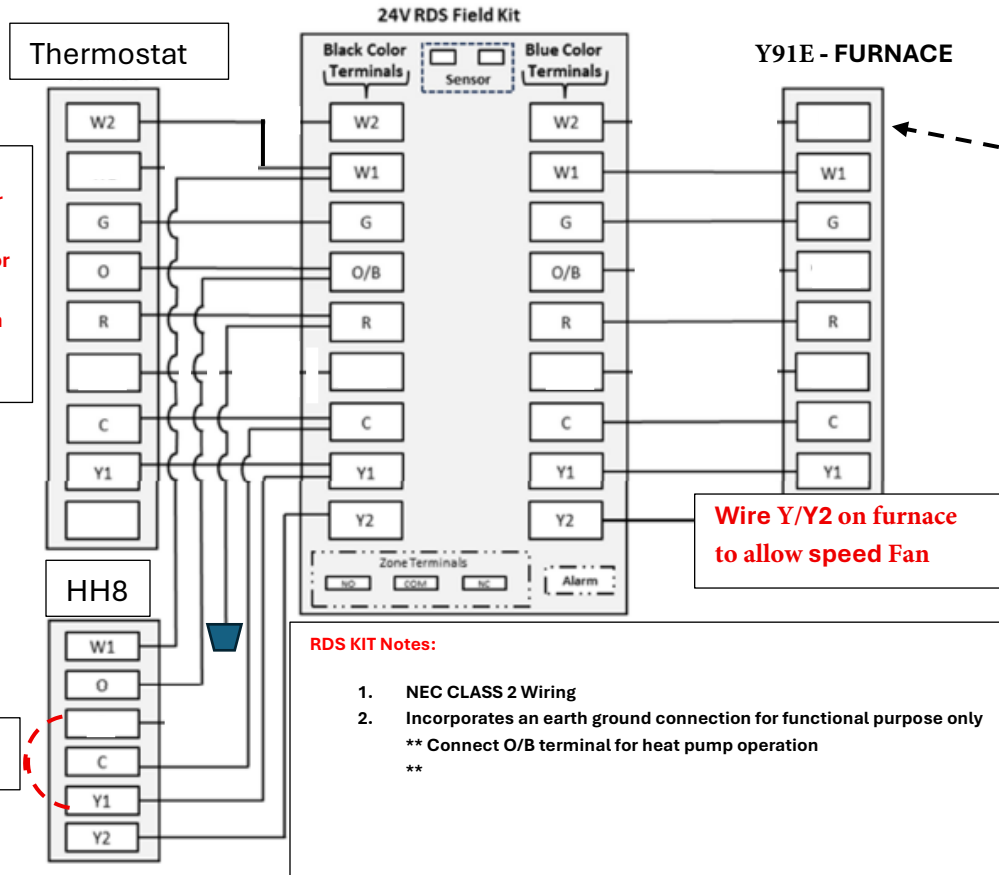 24V RDS Field Kit
Thermostat
Black Color
Terminals
Sensor
Blue Color
Terminals
Y91E - FURNACE
W2
G
O
R
C
Y1
W2
W1
G
O/B
R
C
Y1
Y2
W2
W1
G
O/B
R
C
Y1
Y2
W1
G
R
C
Y1
r
or
Wire Y/Y2 on furnace
to allow speed Fan
Zone Terminals
NO
COM
NC
Alarm
HH8
W1
O
C
Y1
Y2
RDS KIT Notes:
1. NEC CLASS 2 Wiring
2. Incorporates an earth ground connection for functional purpose only
** Connect O/B terminal for heat pump operation
**